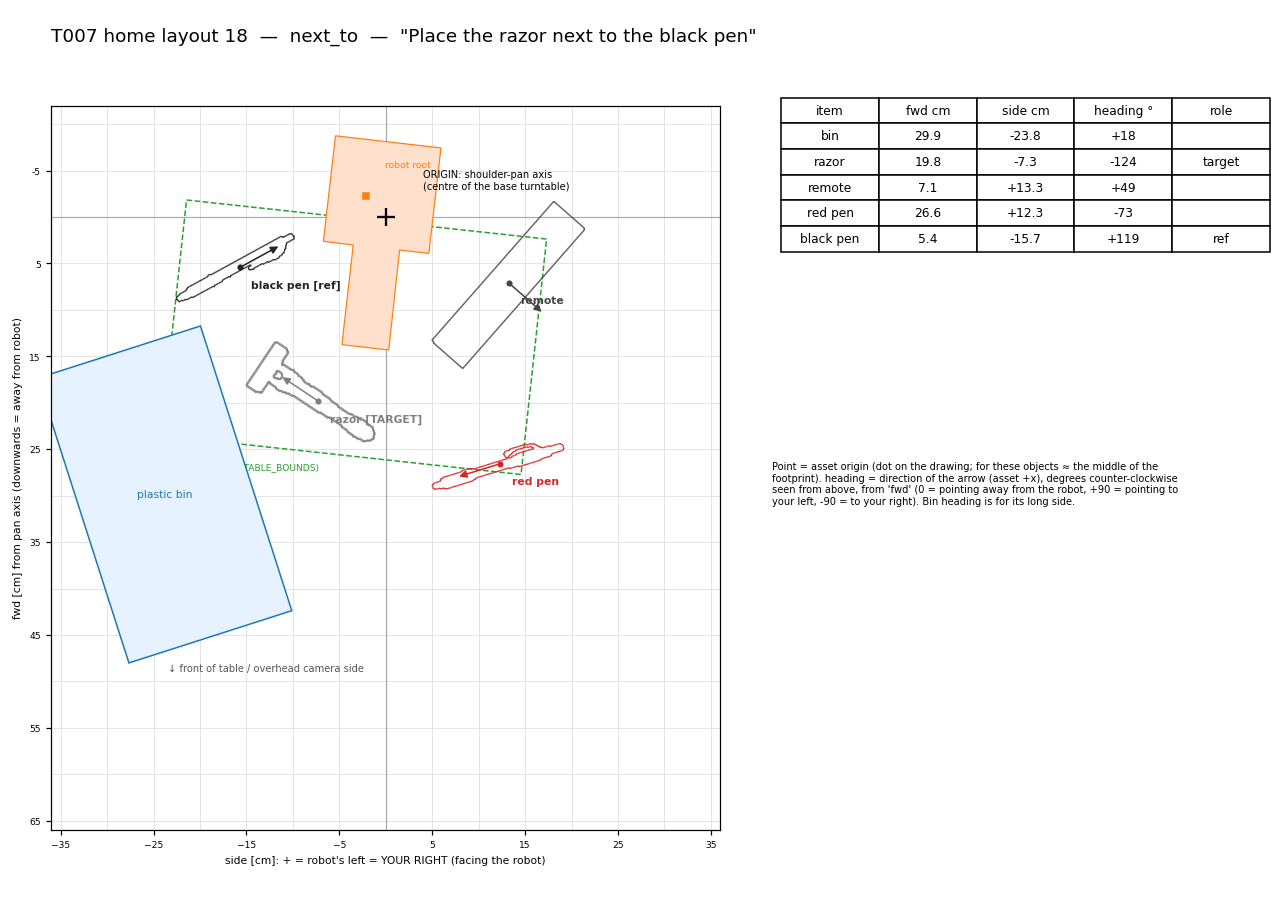 T007 home layout 18 — next_to — "Place the razor next to the black pen"
item fwd cm side cm heading ° role
bin 29.9 -23.8 +18
razor 19.8 -7.3 -124 target
remote 7.1 +13.3 +49
red pen 26.6 +12.3 -73
black pen 5.4 -15.7 +119 ref
robot root
ORIGIN: shoulder-pan axis
(centre of the base turntable)
black pen [ref]
remote
razor [TARGET]
TABLE_BOUNDS)
red pen
plastic bin
↓ front of table / overhead camera side
-5
5
15
25
35
45
55
65
fwd [cm] from pan axis (downwards = away from robot)
−35 −25 −15 −5 5 15 25 35
side [cm]: + = robot's left = YOUR RIGHT (facing the robot)
Point = asset origin (dot on the drawing; for these objects ≈ the middle of the
footprint). heading = direction of the arrow (asset +x), degrees counter-clockwise
seen from above, from 'fwd' (0 = pointing away from the robot, +90 = pointing to
your left, -90 = to your right). Bin heading is for its long side.